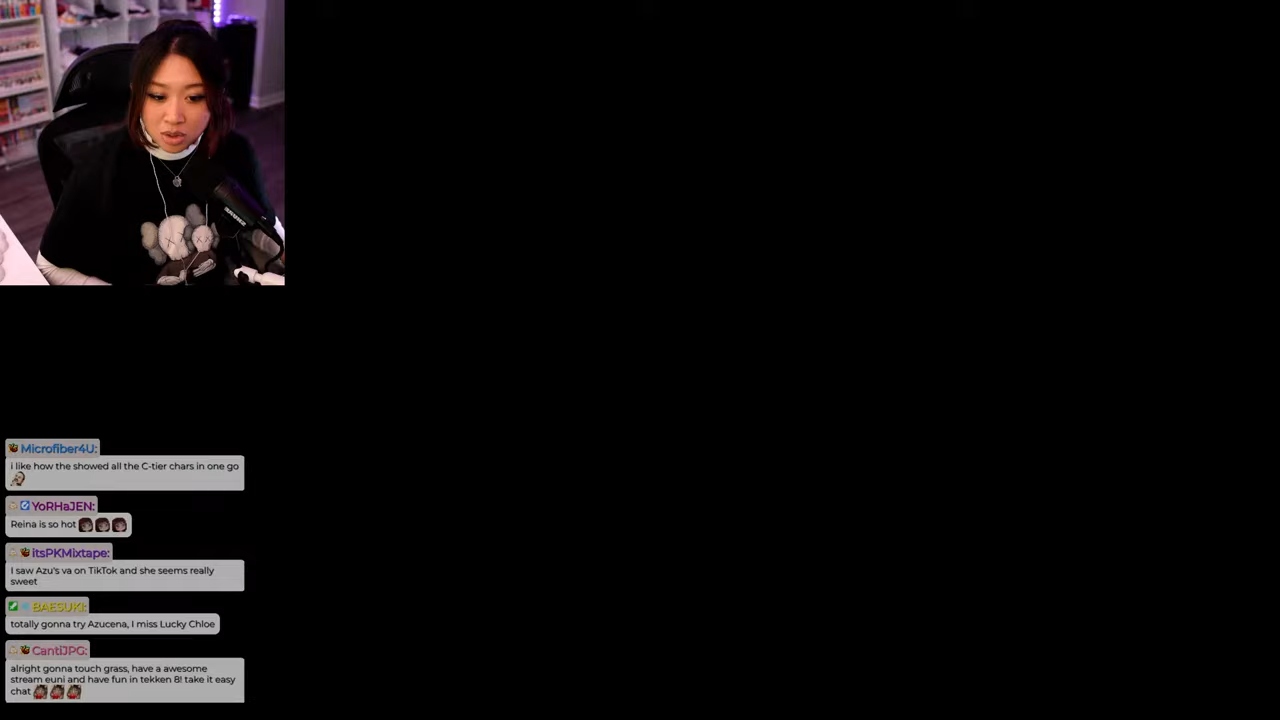 Microfiber4U:
i like how the showed all the C-tier chars in one go
YoRHaJEN:
Reina is so hot
itsPKMixtape:
I saw Azu's va on TikTok and she seems really
sweet
BAESUKI:
totally gonna try Azucena, I miss Lucky Chloe
CantiJPG:
alright gonna touch grass, have a awesome
stream euni and have fun in tekken 8! take it easy
chat